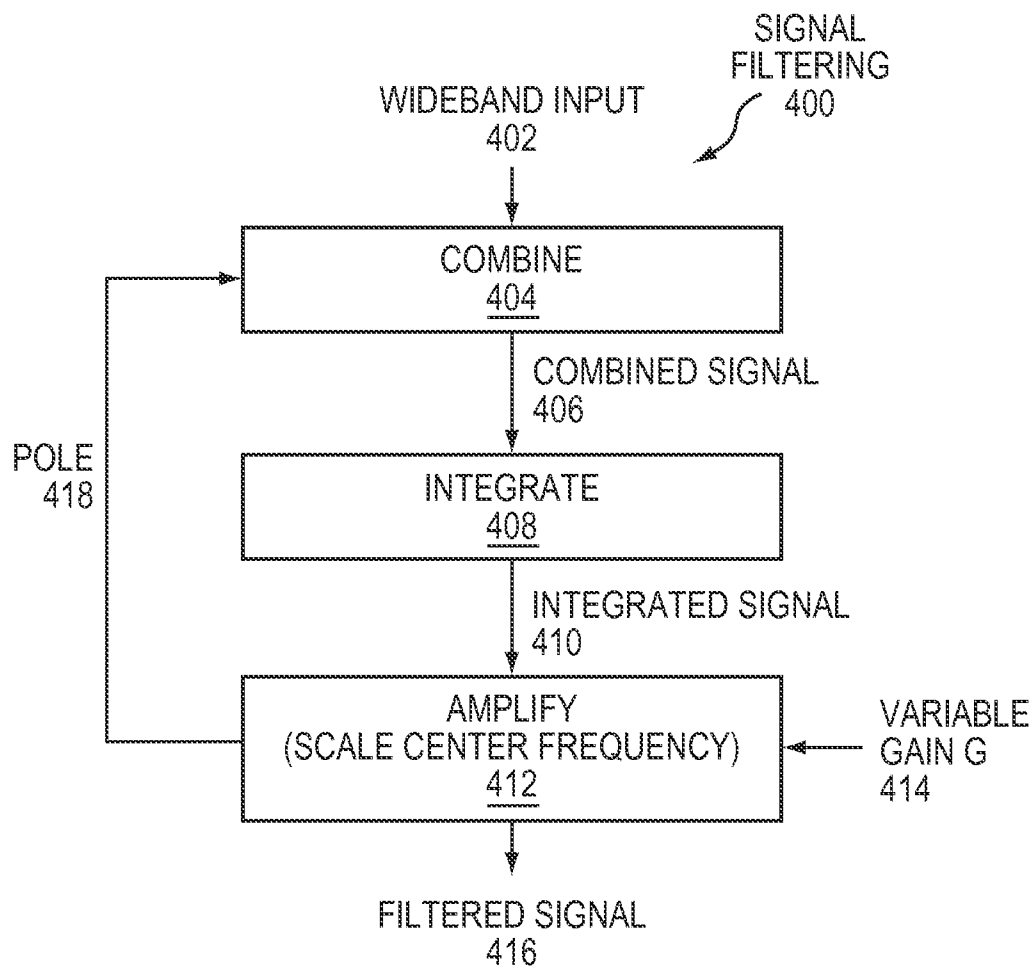 SIGNAL
FILTERING
400
WIDEBAND INPUT
402
COMBINE
404
COMBINED SIGNAL
406
POLE
418
INTEGRATE
408
INTEGRATED SIGNAL
410
AMPLIFY
(SCALE CENTER FREQUENCY)
412
VARIABLE
GAIN G
414
FILTERED SIGNAL
416